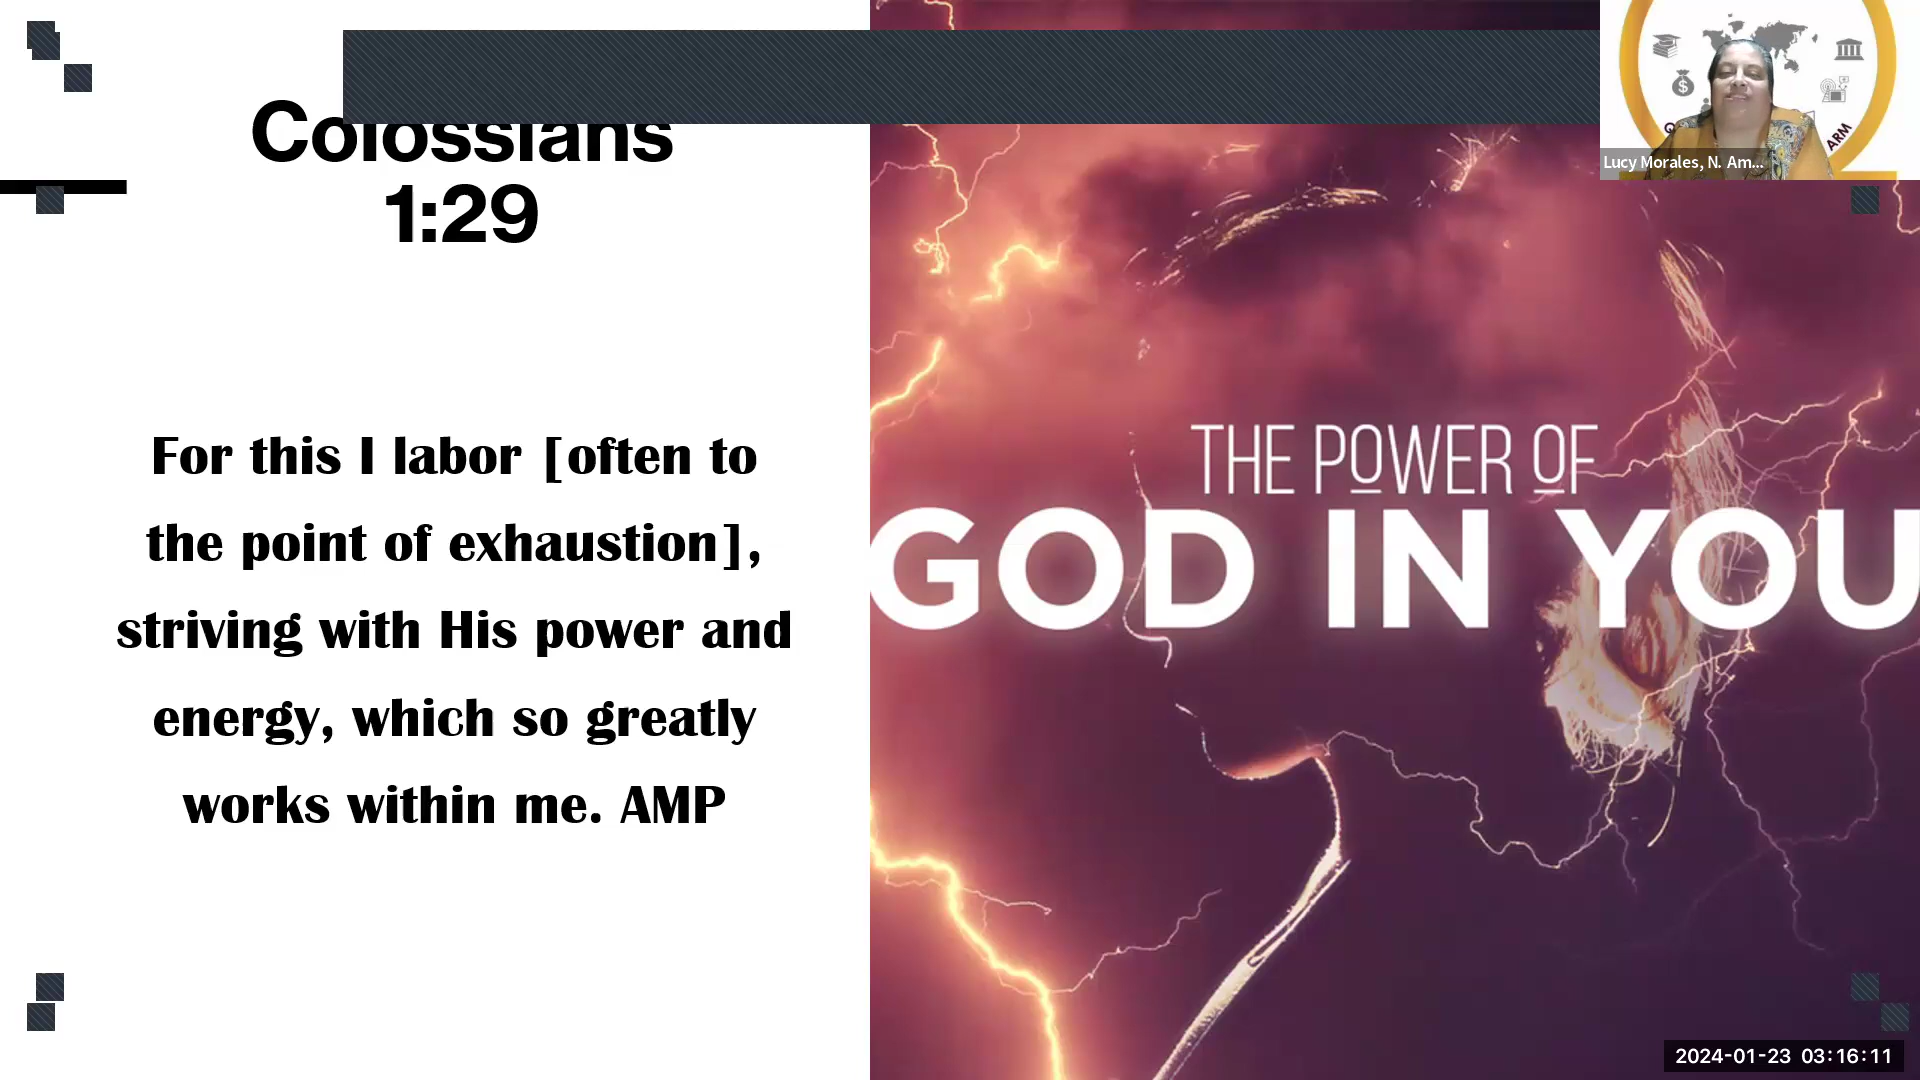 Colossians
1:29
For this I labor [often to
the point of exhaustion],
striving with His power and
energy, which so greatly
works within me. AMP
THE POWER OF
GOD IN YOU
$
ARM
Lucy Morales, N. Am...
2024-01-23 03:16:11